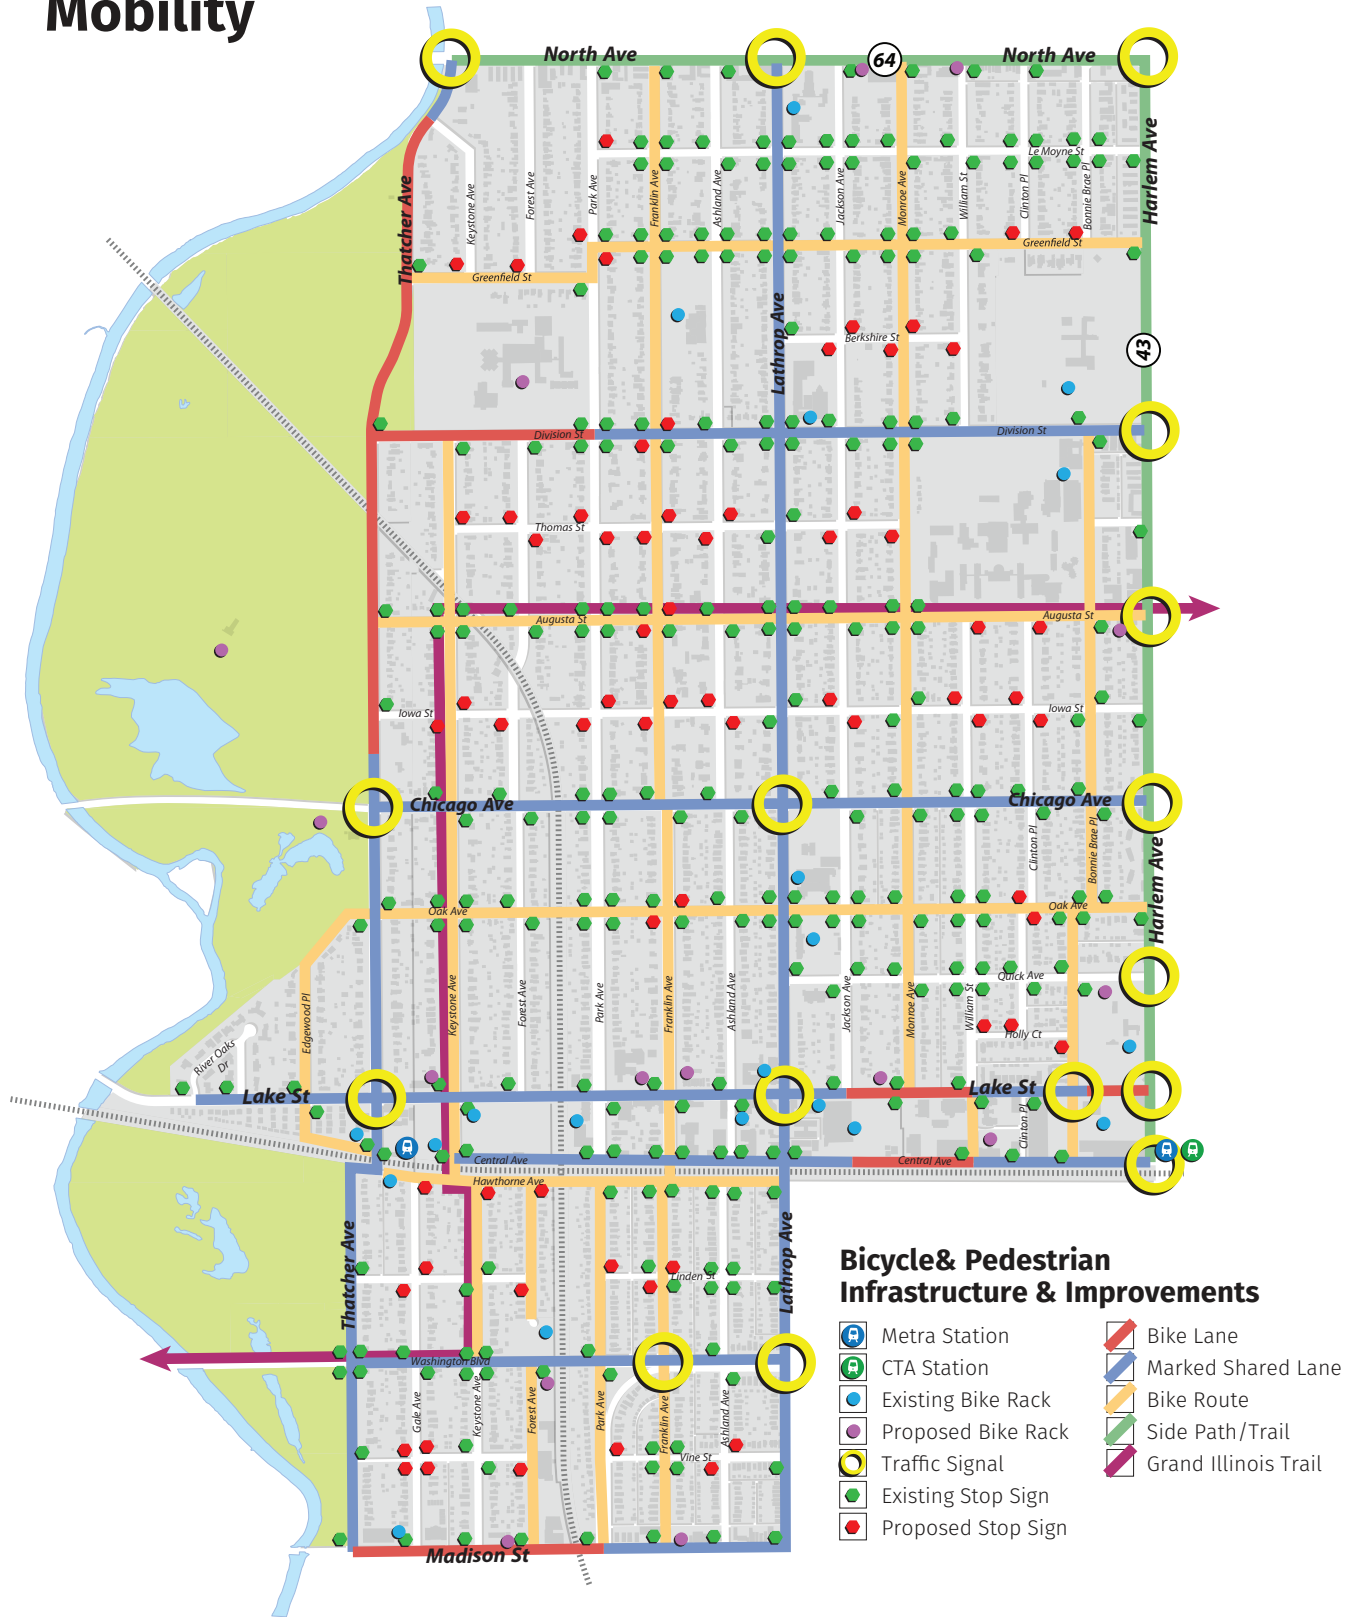 Mobility
North Ave
64
North Ave
Harlem Ave
Le Moyne St
Thatcher Ave
Keystone Ave
Forest Ave
Park Ave
Franklin Ave
Ashland Ave
Jackson Ave
Monroe Ave
William St
Clinton Pl
Bonnie Brae Pl
Greenfield St
Greenfield St
Lathrop Ave
Berkshire St
43
Division St
Division St
Thomas St
Augusta St
Augusta St
Iowa St
Iowa St
Chicago Ave
Chicago Ave
Clinton Pl
Bonnie Brae Pl
Harlem Ave
Oak Ave
Oak Ave
Edgewood Pl
Keystone Ave
Forest Ave
Park Ave
Franklin Ave
Ashland Ave
Jackson Ave
Monroe Ave
William St
Quick Ave
Holly Ct
River Oaks
Dr
Lake St
Lake St
Clinton Pl
Central Ave
Central Ave
Hawthorne Ave
Thatcher Ave
Lathrop Ave
Linden St
Washington Blvd
Gale Ave
Keystone Ave
Forest Ave
Park Ave
Franklin Ave
Ashland Ave
Vine St
Madison St
Bicycle& Pedestrian
Infrastructure & Improvements
Metra Station
CTA Station
Existing Bike Rack
Proposed Bike Rack
Traffic Signal
Existing Stop Sign
Proposed Stop Sign
Bike Lane
Marked Shared Lane
Bike Route
Side Path/Trail
Grand Illinois Trail